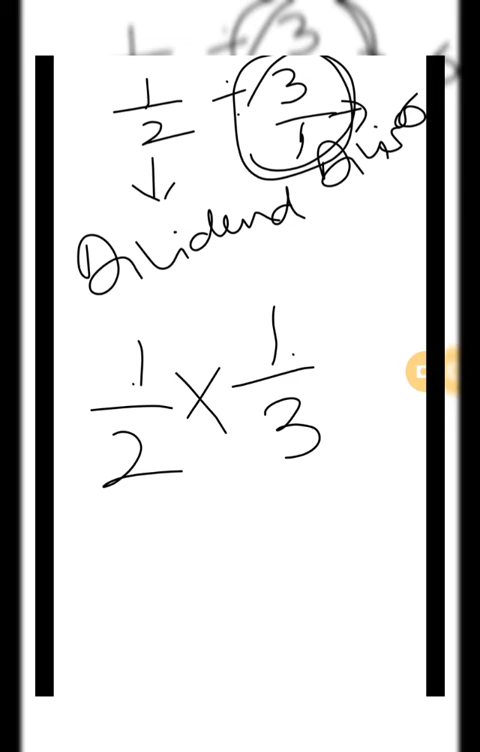 1/2 ÷ 3/1
Dividend
1/2 × 1/3